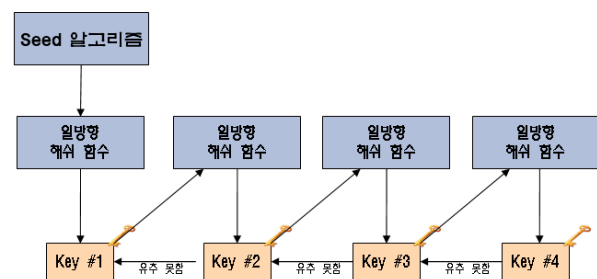 Seed 알고리즘
일방향
해쉬 함수
일방향
해쉬 함수
일방향
해쉬 함수
일방향
해쉬 함수
Key #1
유추 못함
Key #2
유추 못함
Key #3
유추 못함
Key #4